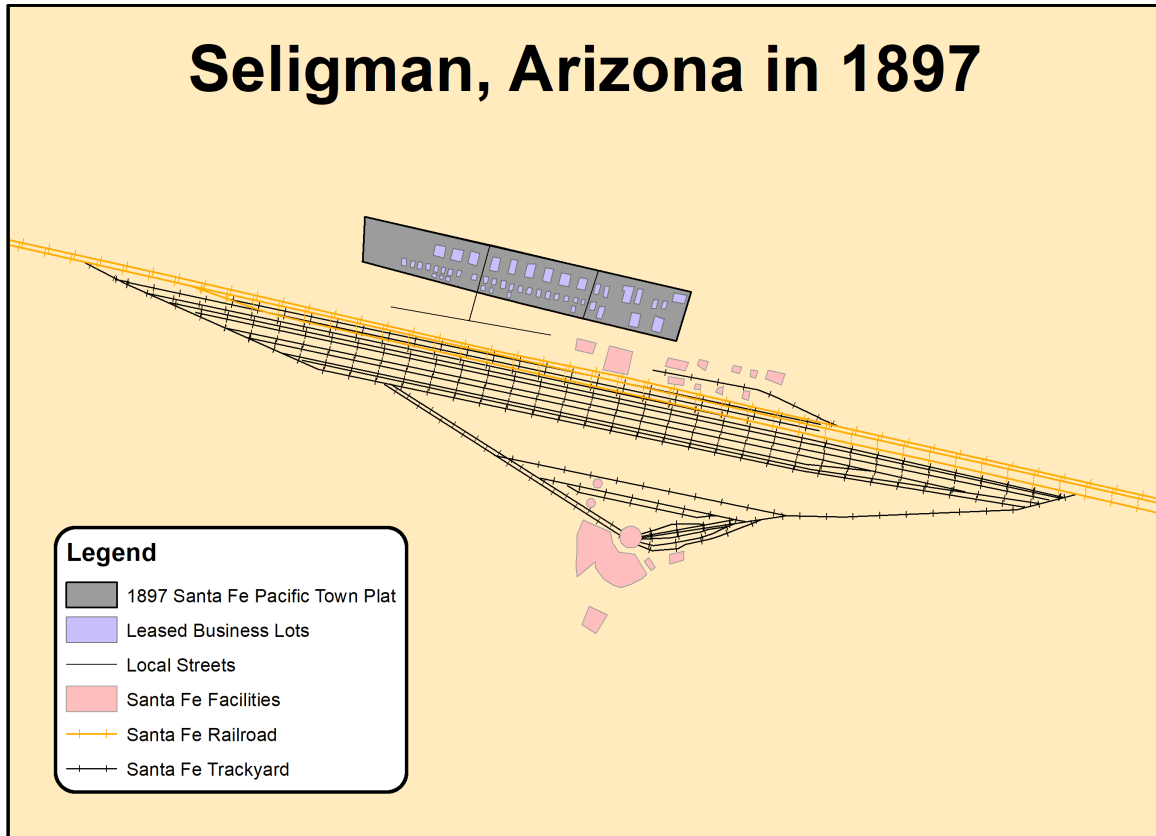 Seligman, Arizona in 1897
Legend
1897 Santa Fe Pacific Town Plat
Leased Business Lots
Local Streets
Santa Fe Facilities
Santa Fe Railroad
Santa Fe Trackyard